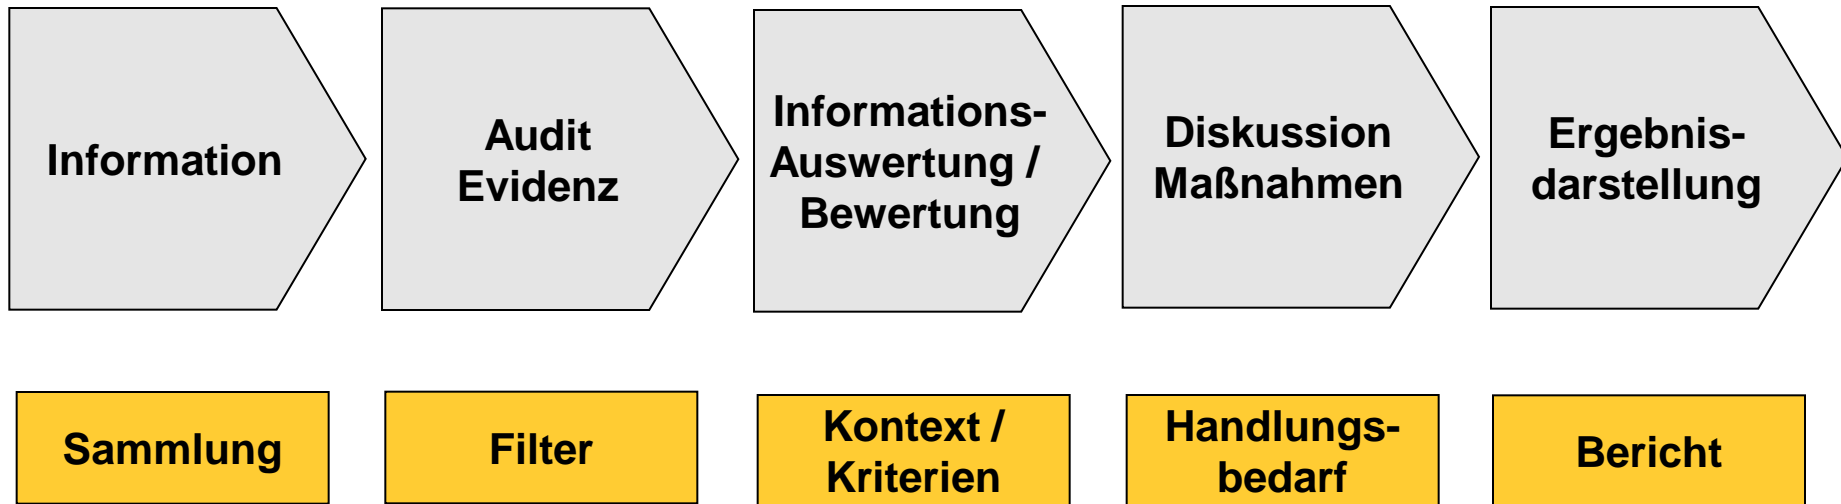 Information
Audit
Evidenz
Informations-
Auswertung /
Bewertung
Diskussion
Maßnahmen
Ergebnis-
darstellung
Sammlung
Filter
Kontext /
Kriterien
Handlungs-
bedarf
Bericht